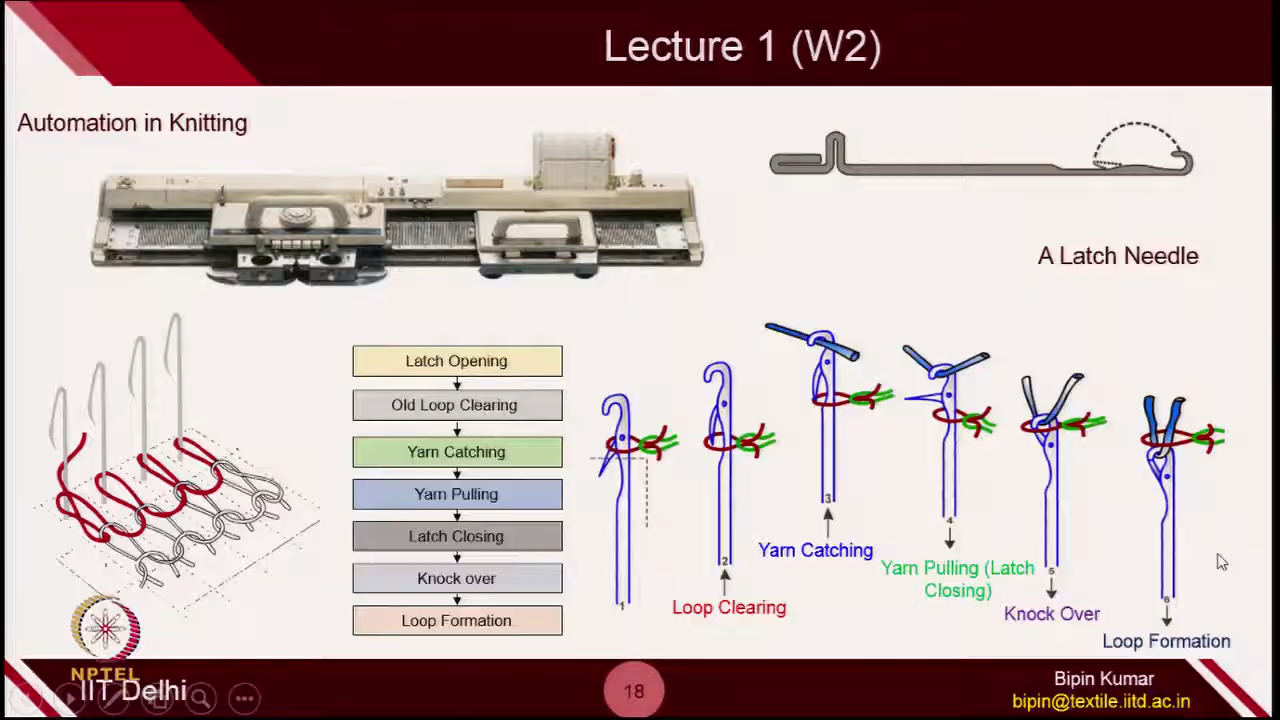 Lecture 1 (W2)
Automation in Knitting
A Latch Needle
Latch Opening
Old Loop Clearing
Yarn Catching
Yarn Pulling
Latch Closing
Knock over
Loop Formation
1
2
Loop Clearing
3
Yarn Catching
4
Yarn Pulling (Latch
Closing)
5
Knock Over
6
Loop Formation
NPTEL
IIT Delhi
18
Bipin Kumar
bipin@textile.iitd.ac.in